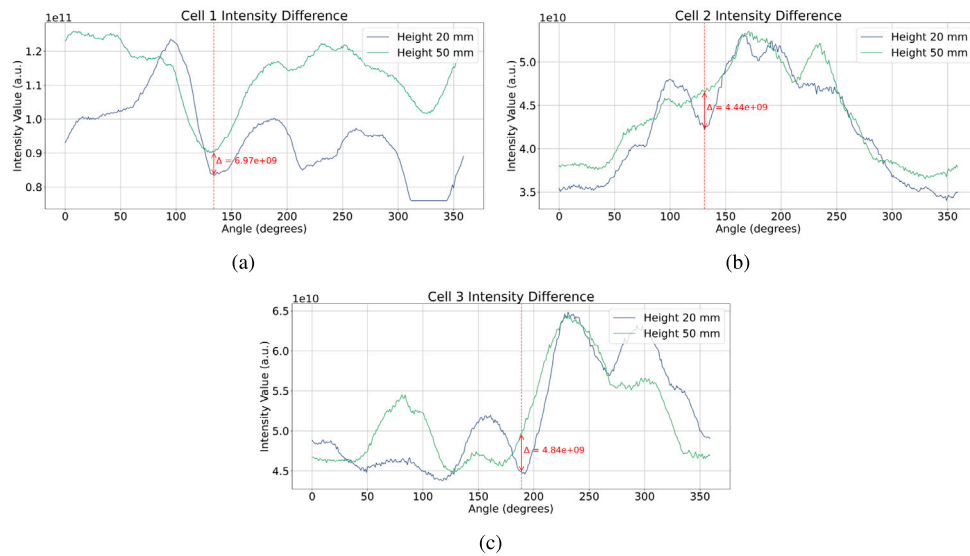 Cell 1 Intensity Difference
1e11
Height 20 mm
Height 50 mm
1.2
1.1
1.0
0.9
0.8
Intensity Value (a.u.)
Δ = 6.97e+09
0 50 100 150 200 250 300 350
Angle (degrees)
(a)
Cell 2 Intensity Difference
1e10
Height 20 mm
Height 50 mm
5.0
4.5
4.0
3.5
Intensity Value (a.u.)
Δ = 4.44e+09
0 50 100 150 200 250 300 350
Angle (degrees)
(b)
Cell 3 Intensity Difference
1e10
Height 20 mm
Height 50 mm
6.5
6.0
5.5
5.0
4.5
Intensity Value (a.u.)
Δ = 4.84e+09
0 50 100 150 200 250 300 350
Angle (degrees)
(c)